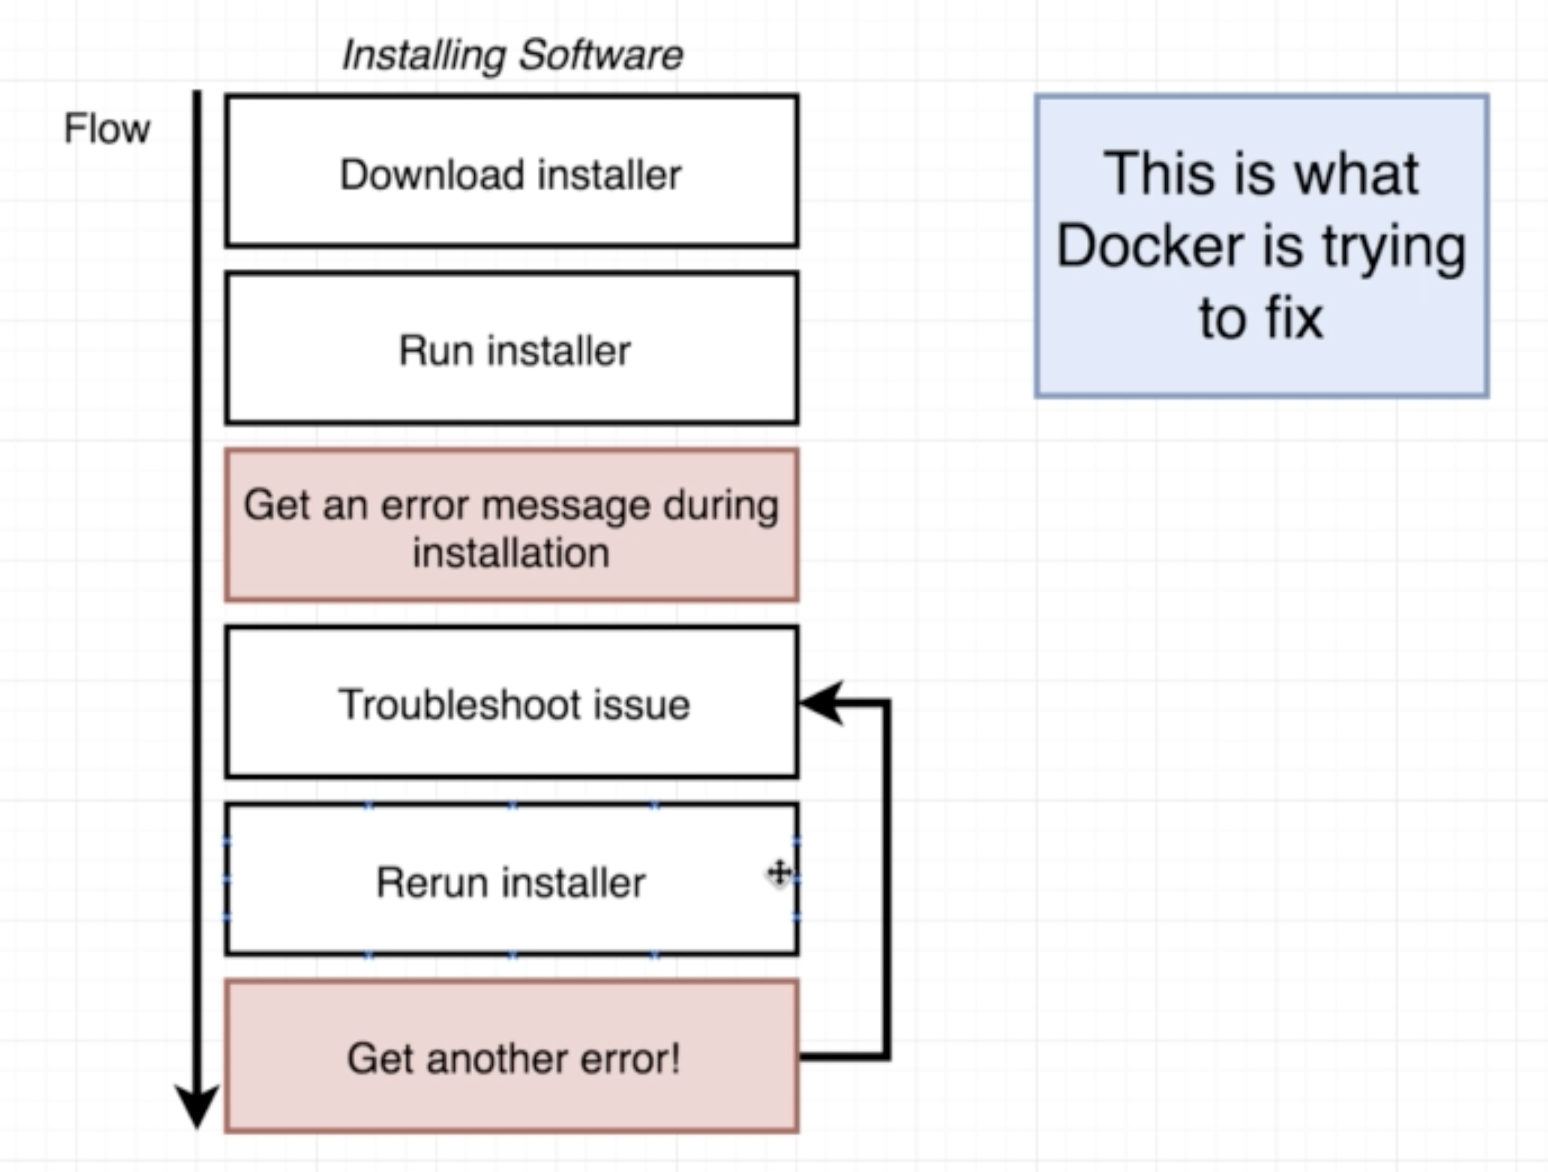 Installing Software
Flow
Download installer
Run installer
Get an error message during
installation
Troubleshoot issue
Rerun installer
Get another error!
This is what
Docker is trying
to fix